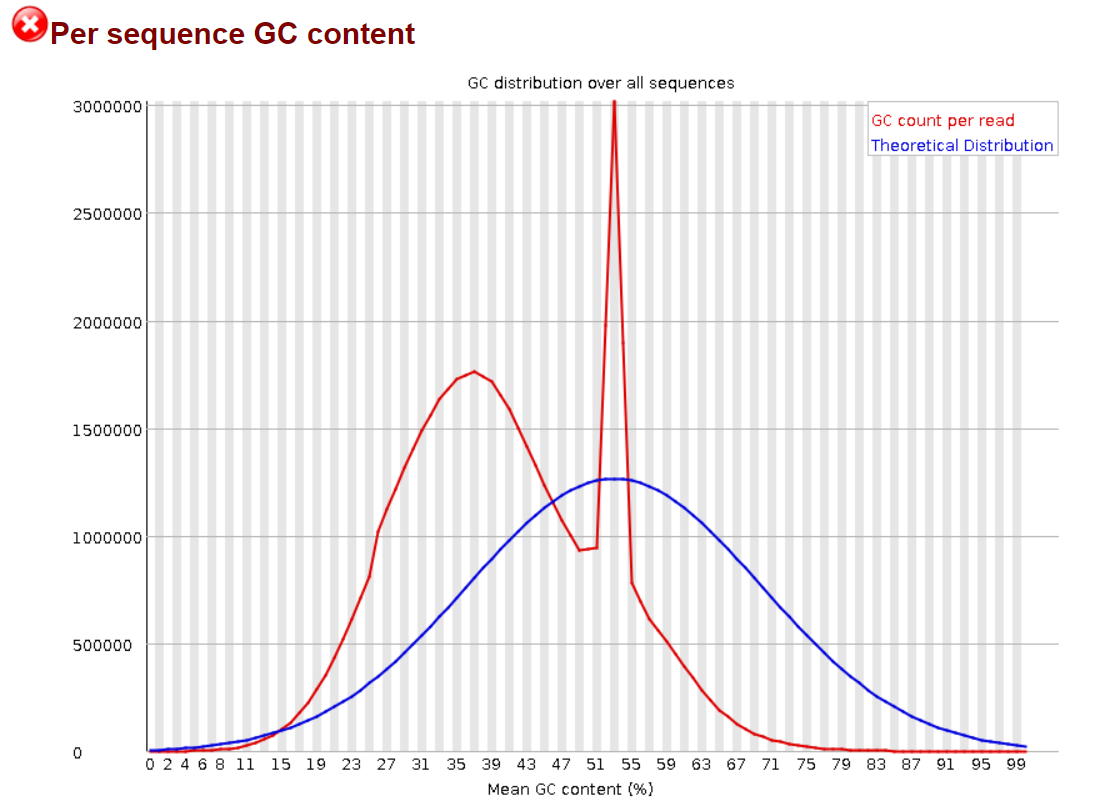 Per sequence GC content
GC distribution over all sequences
GC count per read
Theoretical Distribution
3000000
2500000
2000000
1500000
1000000
500000
0
0 2 4 6 8 11 15 19 23 27 31 35 39 43 47 51 55 59 63 67 71 75 79 83 87 91 95 99
Mean GC content (%)